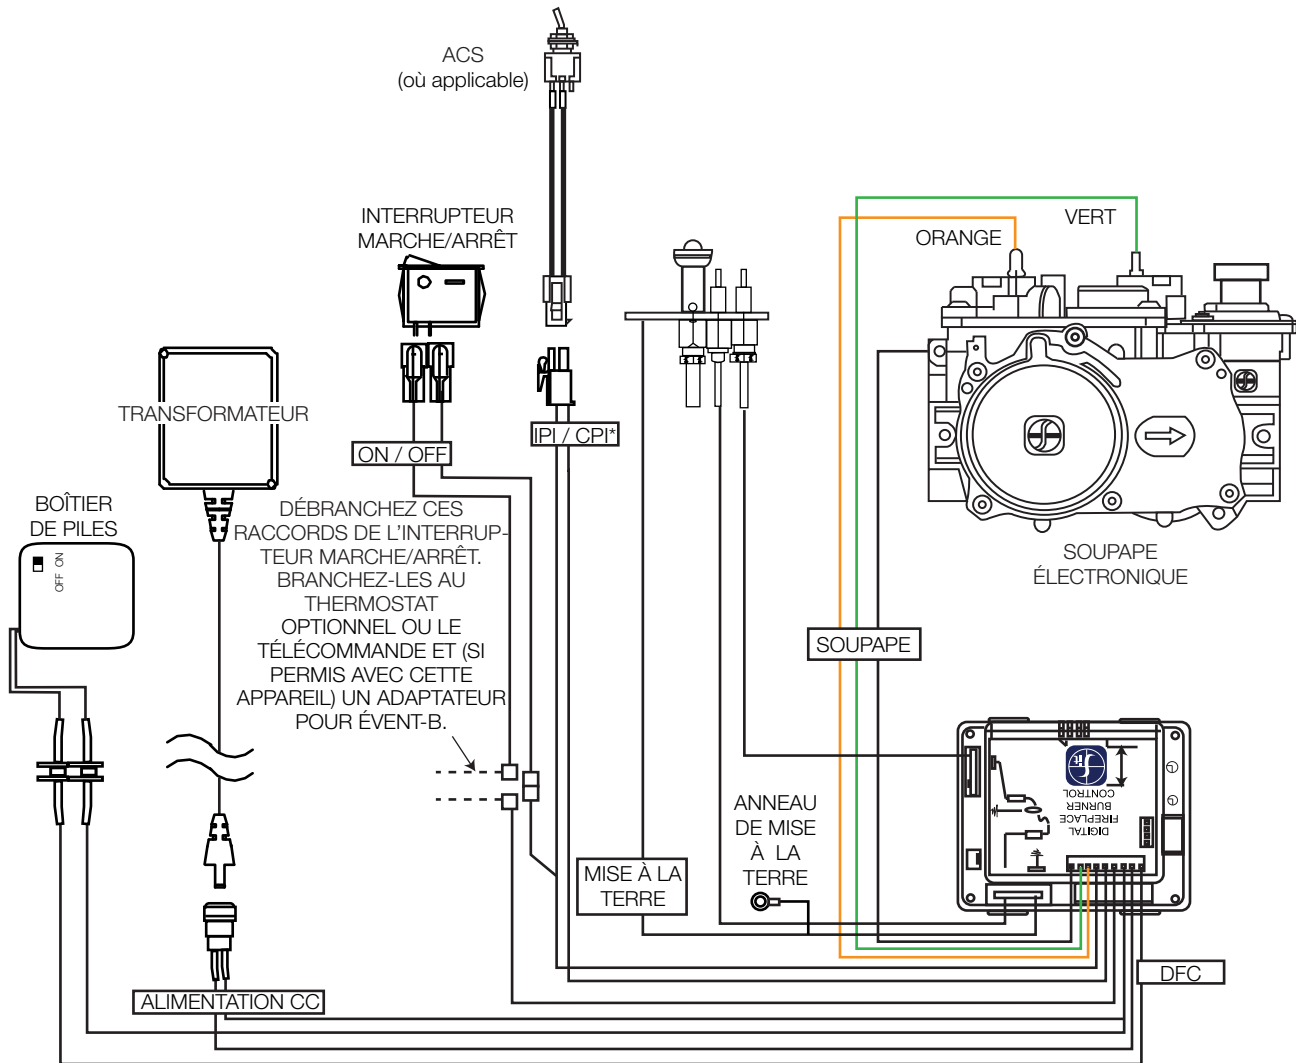 ACS
(où applicable)
INTERRUPTEUR
MARCHE/ARRÊT
VERT
ORANGE
TRANSFORMATEUR
IPI / CPI*
ON / OFF
BOÎTIER
DE PILES
OFF ON
DÉBRANCHEZ CES
RACCORDS DE L'INTERRUP-
TEUR MARCHE/ARRÊT.
BRANCHEZ-LES AU
THERMOSTAT
OPTIONNEL OU LE
TÉLÉCOMMANDE ET (SI
PERMIS AVEC CETTE
APPAREIL) UN ADAPTATEUR
POUR ÉVENT-B.
SOUPAPE
ÉLECTRONIQUE
SOUPAPE
ANNEAU
DE MISE
À LA
TERRE
MISE À LA
TERRE
sit
DIGITAL
FIREPLACE
BURNER
CONTROL
DFC
ALIMENTATION CC